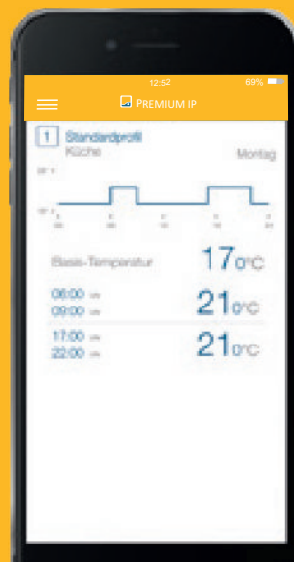 12:52 69%
PREMIUM IP
1 Standardprofil
Küche Montag
Basis-Temperatur 17,0°C
06:00
09:00 21,0°C
17:00
22:00 21,0°C